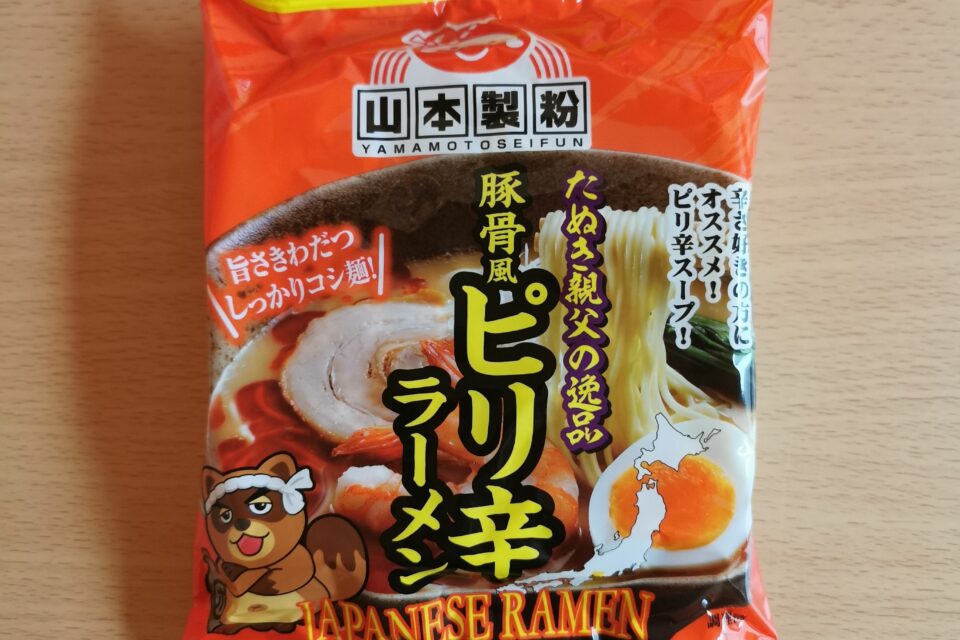 山本製粉
YAMAMOTOSEIFUN
辛さ好きの方に
オススメ!
ピリ辛スープ!
たぬき親父の逸品
豚骨風
ピリ辛
ラーメン
旨さきわだつ
しっかりコシ麺!
JAPANESE RAMEN